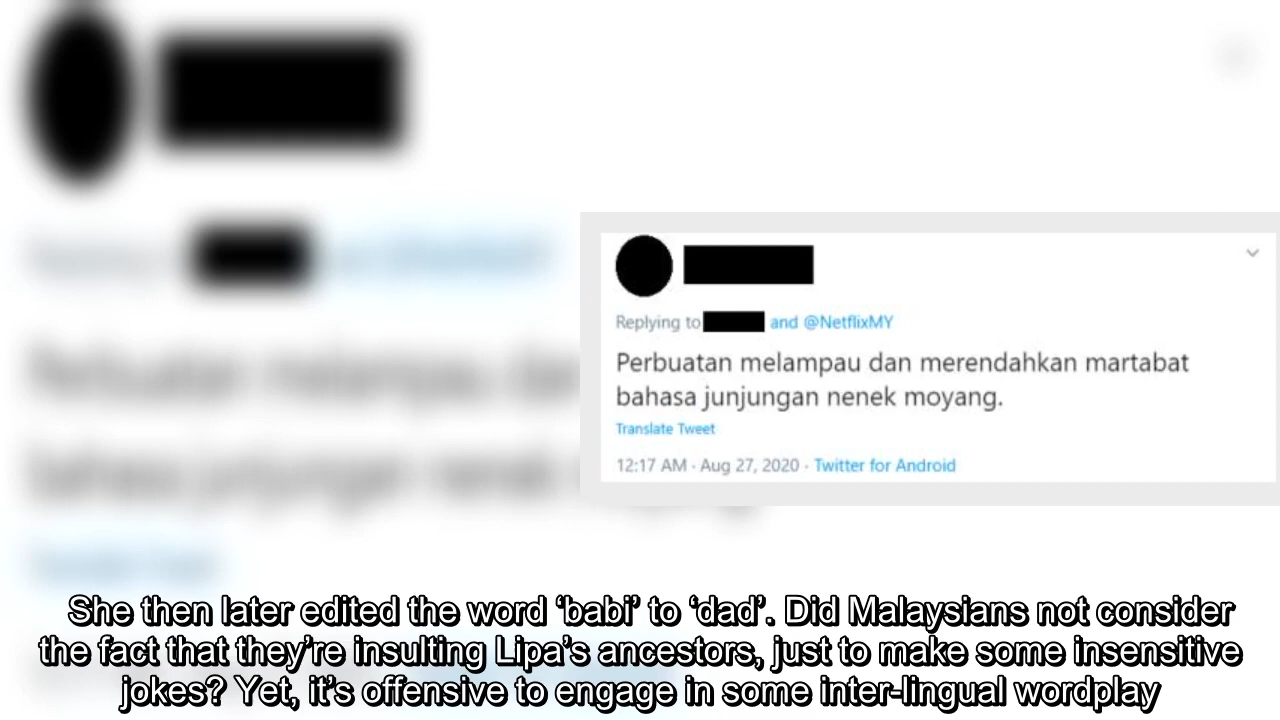 Replying to and @NetflixMY
Perbuatan melampau dan merendahkan martabat
bahasa junjungan nenek moyang.
Translate Tweet
12:17 AM · Aug 27, 2020 · Twitter for Android
She then later edited the word ‘babi’ to ‘dad’. Did Malaysians not consider
the fact that they’re insulting Lipa’s ancestors, just to make some insensitive
jokes? Yet, it’s offensive to engage in some inter-lingual wordplay